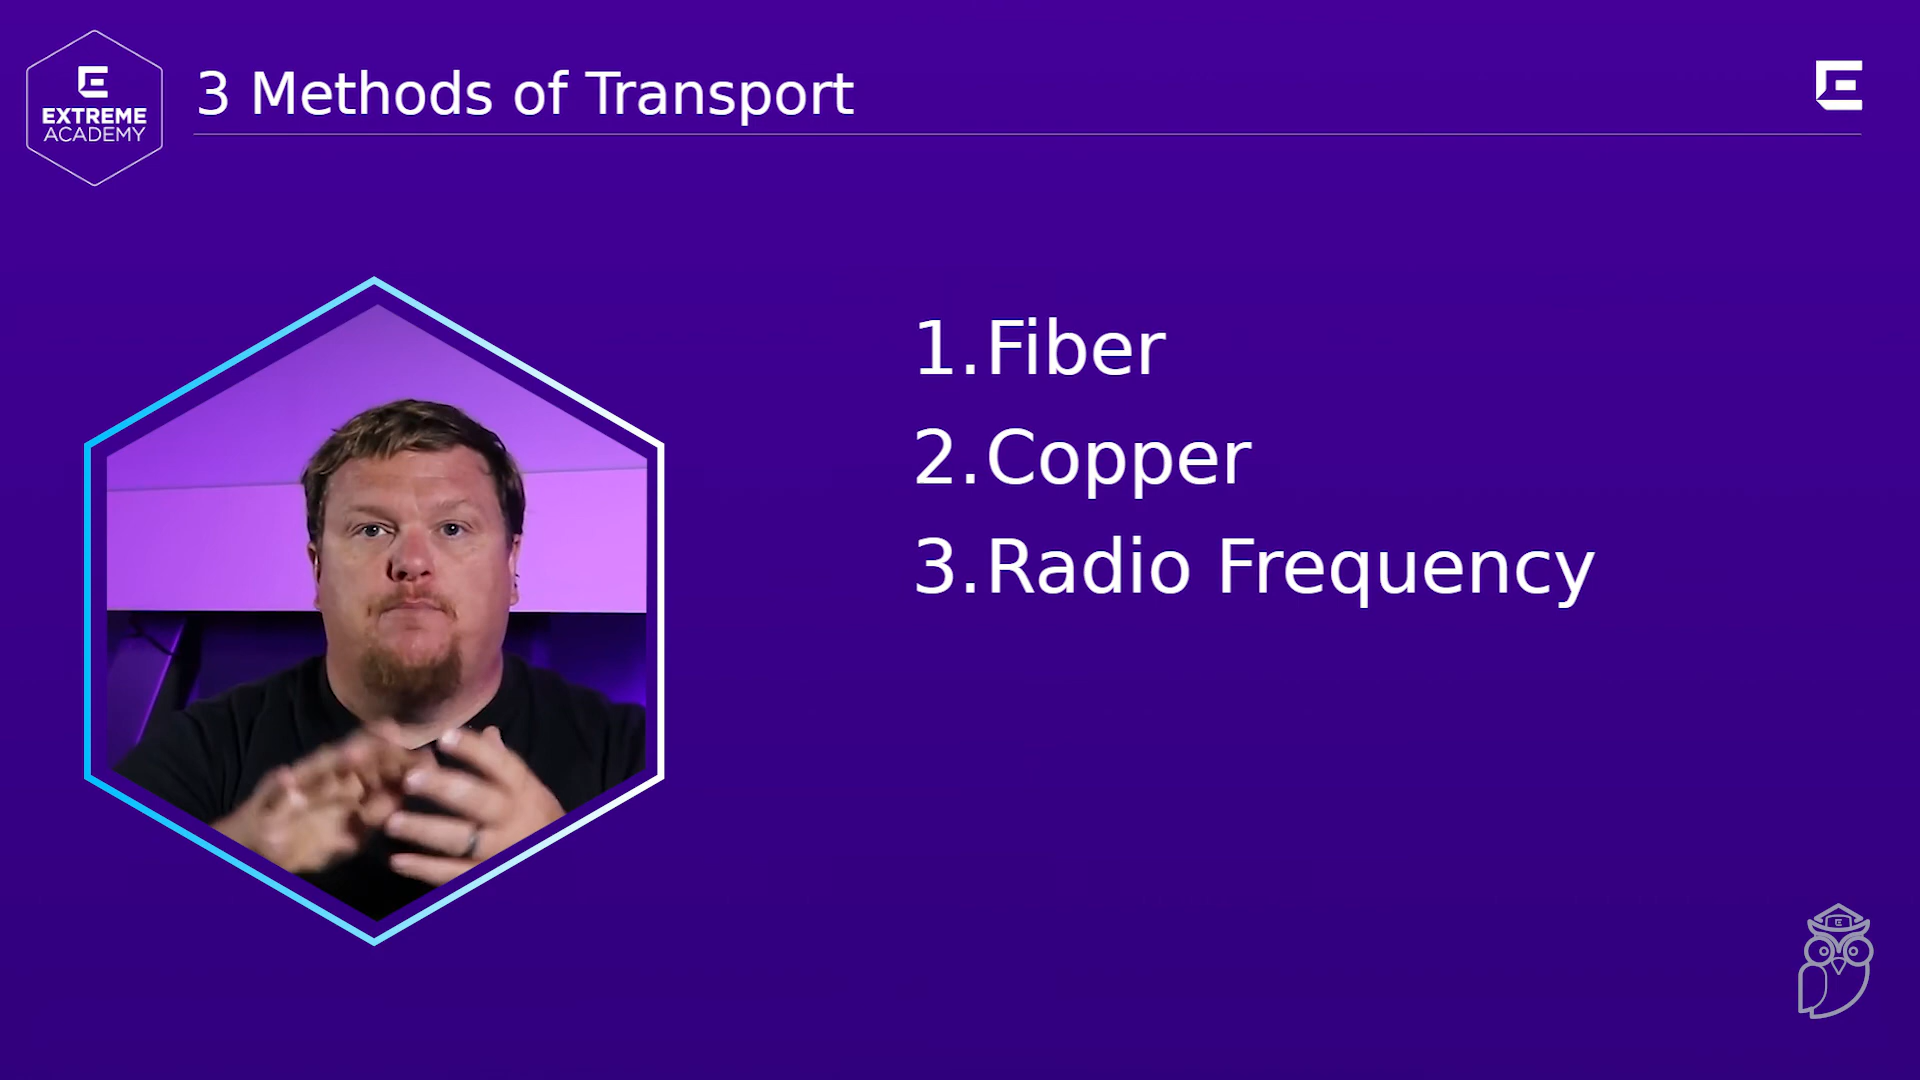 EXTREME
ACADEMY
3 Methods of Transport
1.Fiber
2.Copper
3.Radio Frequency